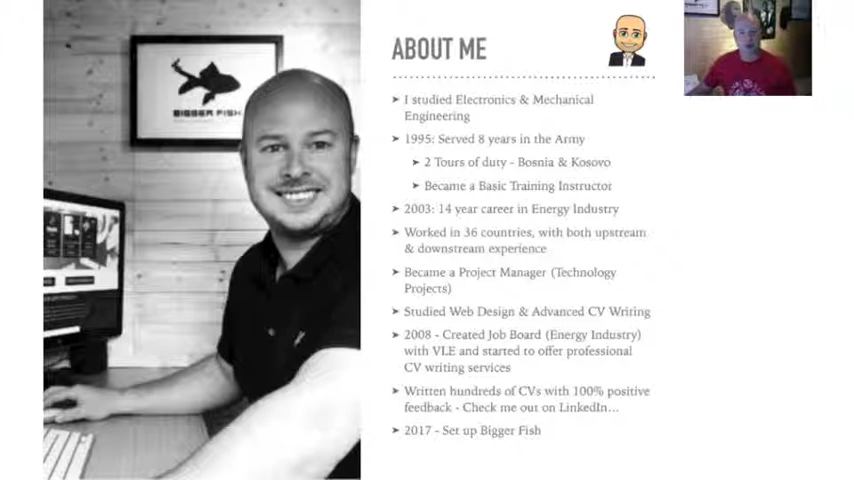 BIGGER FISH
ABOUT ME
➤ I studied Electronics & Mechanical
Engineering
➤ 1995: Served 8 years in the Army
➤ 2 Tours of duty - Bosnia & Kosovo
➤ Became a Basic Training Instructor
➤ 2003: 14 year career in Energy Industry
➤ Worked in 36 countries, with both upstream
& downstream experience
➤ Became a Project Manager (Technology
Projects)
➤ Studied Web Design & Advanced CV Writing
➤ 2008 - Created Job Board (Energy Industry)
with VLE and started to offer professional
CV writing services
➤ Written hundreds of CVs with 100% positive
feedback - Check me out on LinkedIn...
➤ 2017 - Set up Bigger Fish